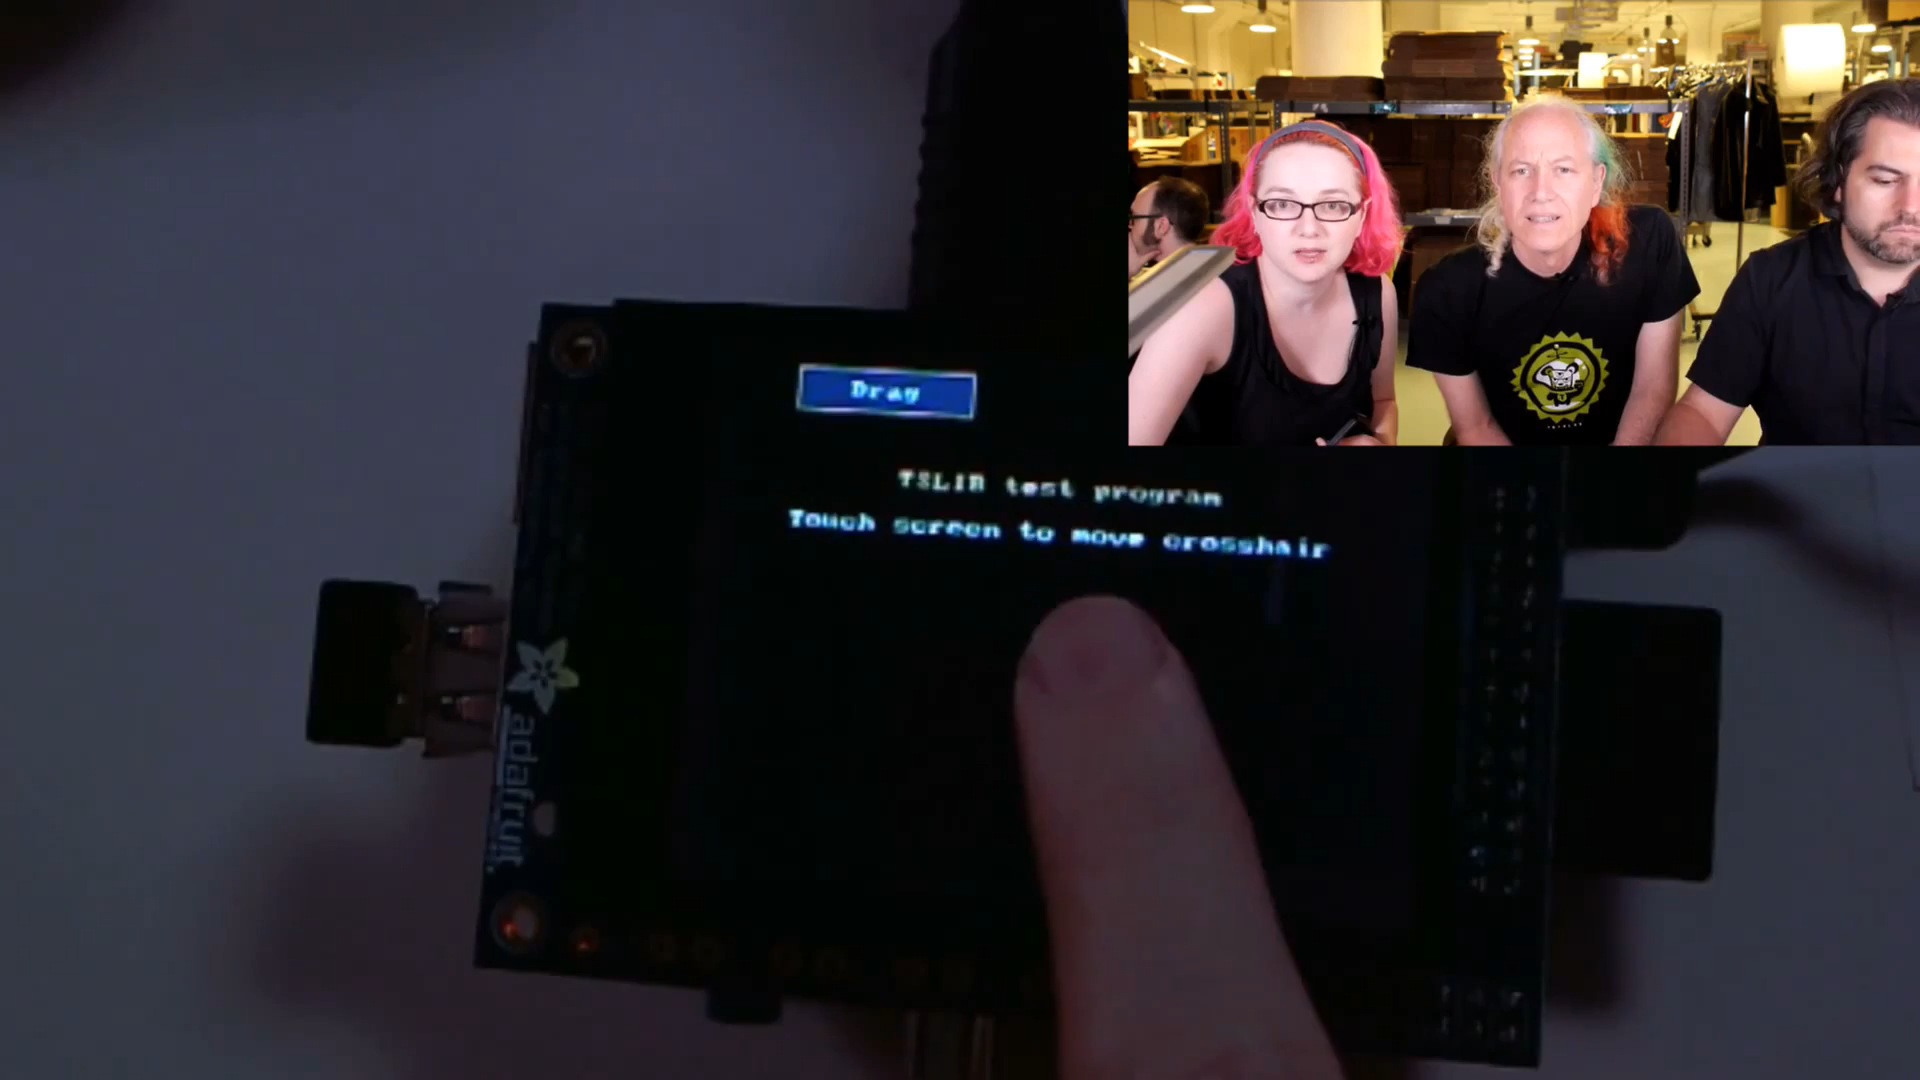 Drag
TSLIB test program
Touch screen to move crosshair
adafruit